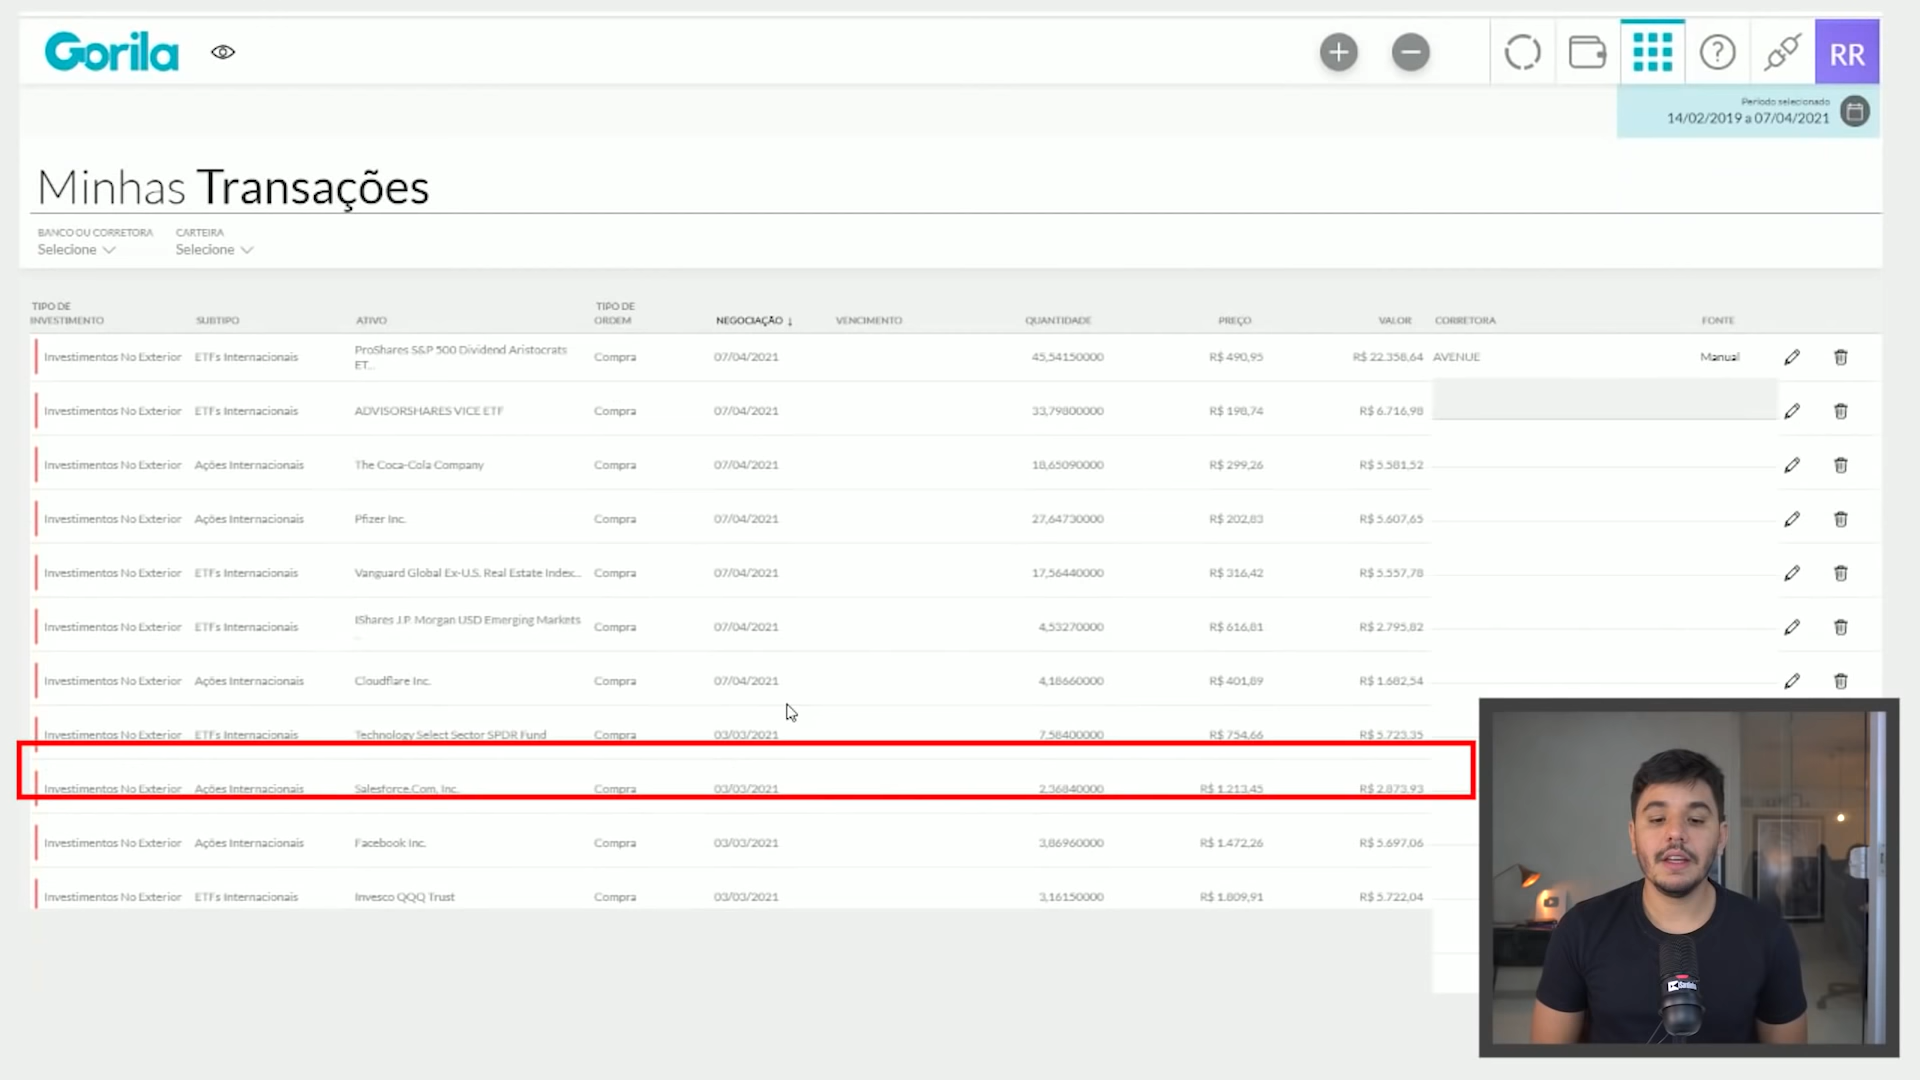 Gorila
RR
Período selecionado
14/02/2019 a 07/04/2021
Minhas Transações
BANCO OU CORRETORA CARTEIRA
Selecione Selecione
TIPO DE INVESTIMENTO SUBTIPO ATIVO TIPO DE ORDEM NEGOCIAÇÃO ↓ VENCIMENTO QUANTIDADE PREÇO VALOR CORRETORA FONTE
Investimentos No Exterior ETFs Internacionais ProShares S&P 500 Dividend Aristocrats ET... Compra 07/04/2021 45,54150000 R$ 490,95 R$ 22.358,64 AVENUE Manual
Investimentos No Exterior ETFs Internacionais ADVISORSHARES VICE ETF Compra 07/04/2021 33,79800000 R$ 198,74 R$ 6.716,98
Investimentos No Exterior Ações Internacionais The Coca-Cola Company Compra 07/04/2021 18,65090000 R$ 299,26 R$ 5.581,52
Investimentos No Exterior Ações Internacionais Pfizer Inc. Compra 07/04/2021 27,64730000 R$ 202,83 R$ 5.607,65
Investimentos No Exterior ETFs Internacionais Vanguard Global Ex-U.S. Real Estate Index... Compra 07/04/2021 17,56440000 R$ 316,42 R$ 5.557,78
Investimentos No Exterior ETFs Internacionais IShares J.P. Morgan USD Emerging Markets ... Compra 07/04/2021 4,53270000 R$ 616,81 R$ 2.795,82
Investimentos No Exterior Ações Internacionais Cloudflare Inc. Compra 07/04/2021 4,18660000 R$ 401,89 R$ 1.682,54
Investimentos No Exterior ETFs Internacionais Technology Select Sector SPDR Fund Compra 03/03/2021 7,58400000 R$ 754,66 R$ 5.723,35
Investimentos No Exterior Ações Internacionais Salesforce.Com, Inc. Compra 03/03/2021 2,36840000 R$ 1.213,45 R$ 2.873,93
Investimentos No Exterior Ações Internacionais Facebook Inc. Compra 03/03/2021 3,86960000 R$ 1.472,26 R$ 5.697,06
Investimentos No Exterior ETFs Internacionais Invesco QQQ Trust Compra 03/03/2021 3,16150000 R$ 1.809,91 R$ 5.722,04